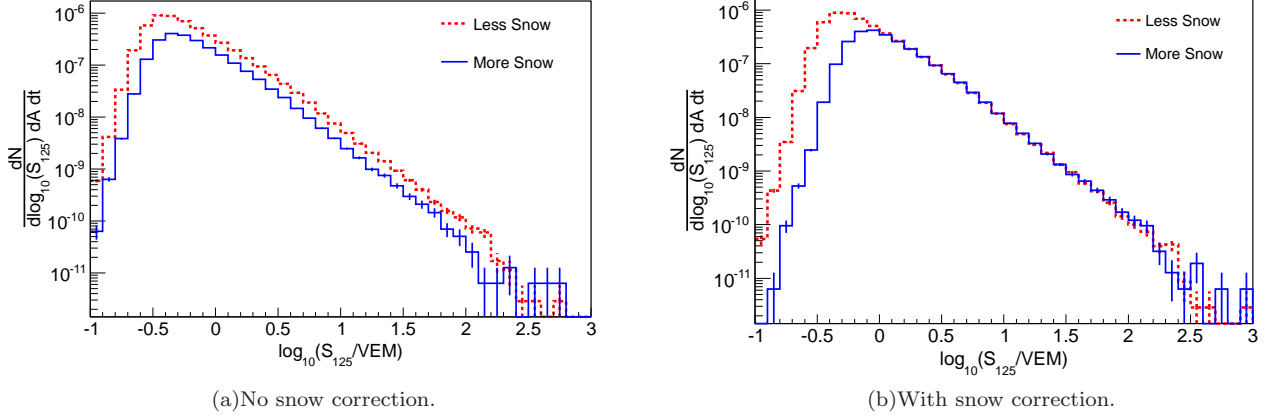 10^-6
10^-7
10^-8
10^-9
10^-10
10^-11
dN
dlog10(S125) dA dt
Less Snow
More Snow
-1 -0.5 0 0.5 1 1.5 2 2.5 3
log10(S125/VEM)
(a)No snow correction.
10^-6
10^-7
10^-8
10^-9
10^-10
10^-11
dN
dlog10(S125) dA dt
Less Snow
More Snow
-1 -0.5 0 0.5 1 1.5 2 2.5 3
log10(S125/VEM)
(b)With snow correction.